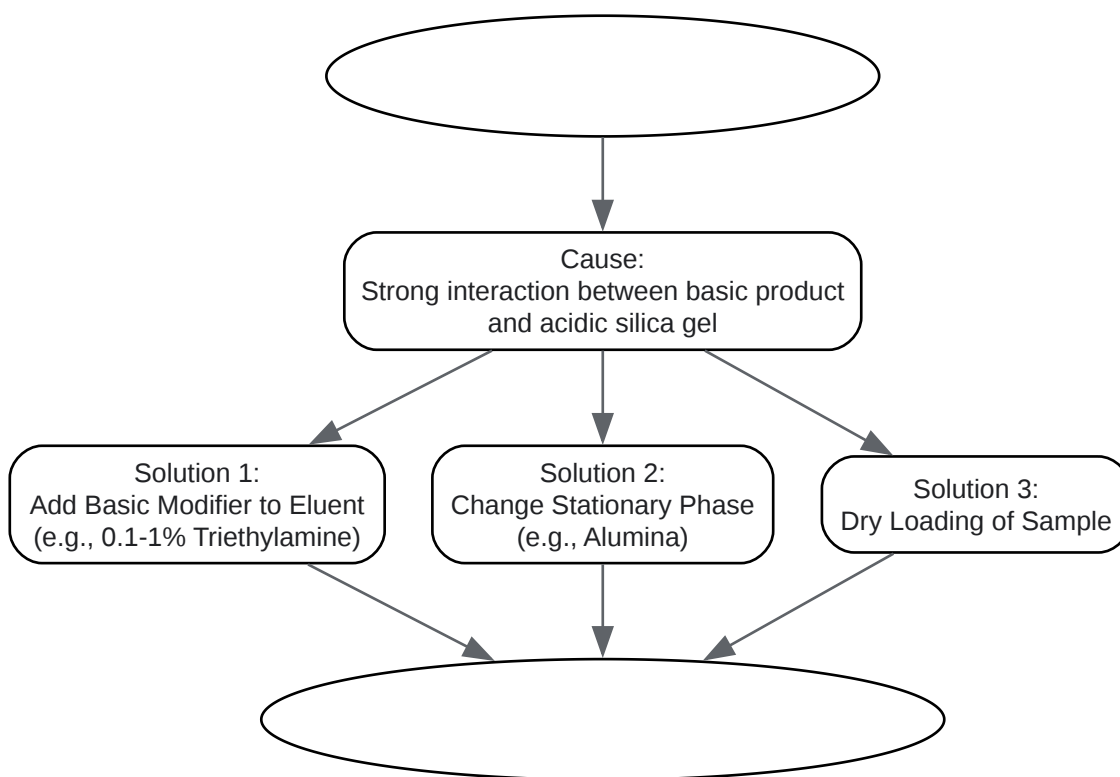 Cause:
Strong interaction between basic product
and acidic silica gel
Solution 1:
Add Basic Modifier to Eluent
(e.g., 0.1-1% Triethylamine)
Solution 2:
Change Stationary Phase
(e.g., Alumina)
Solution 3:
Dry Loading of Sample